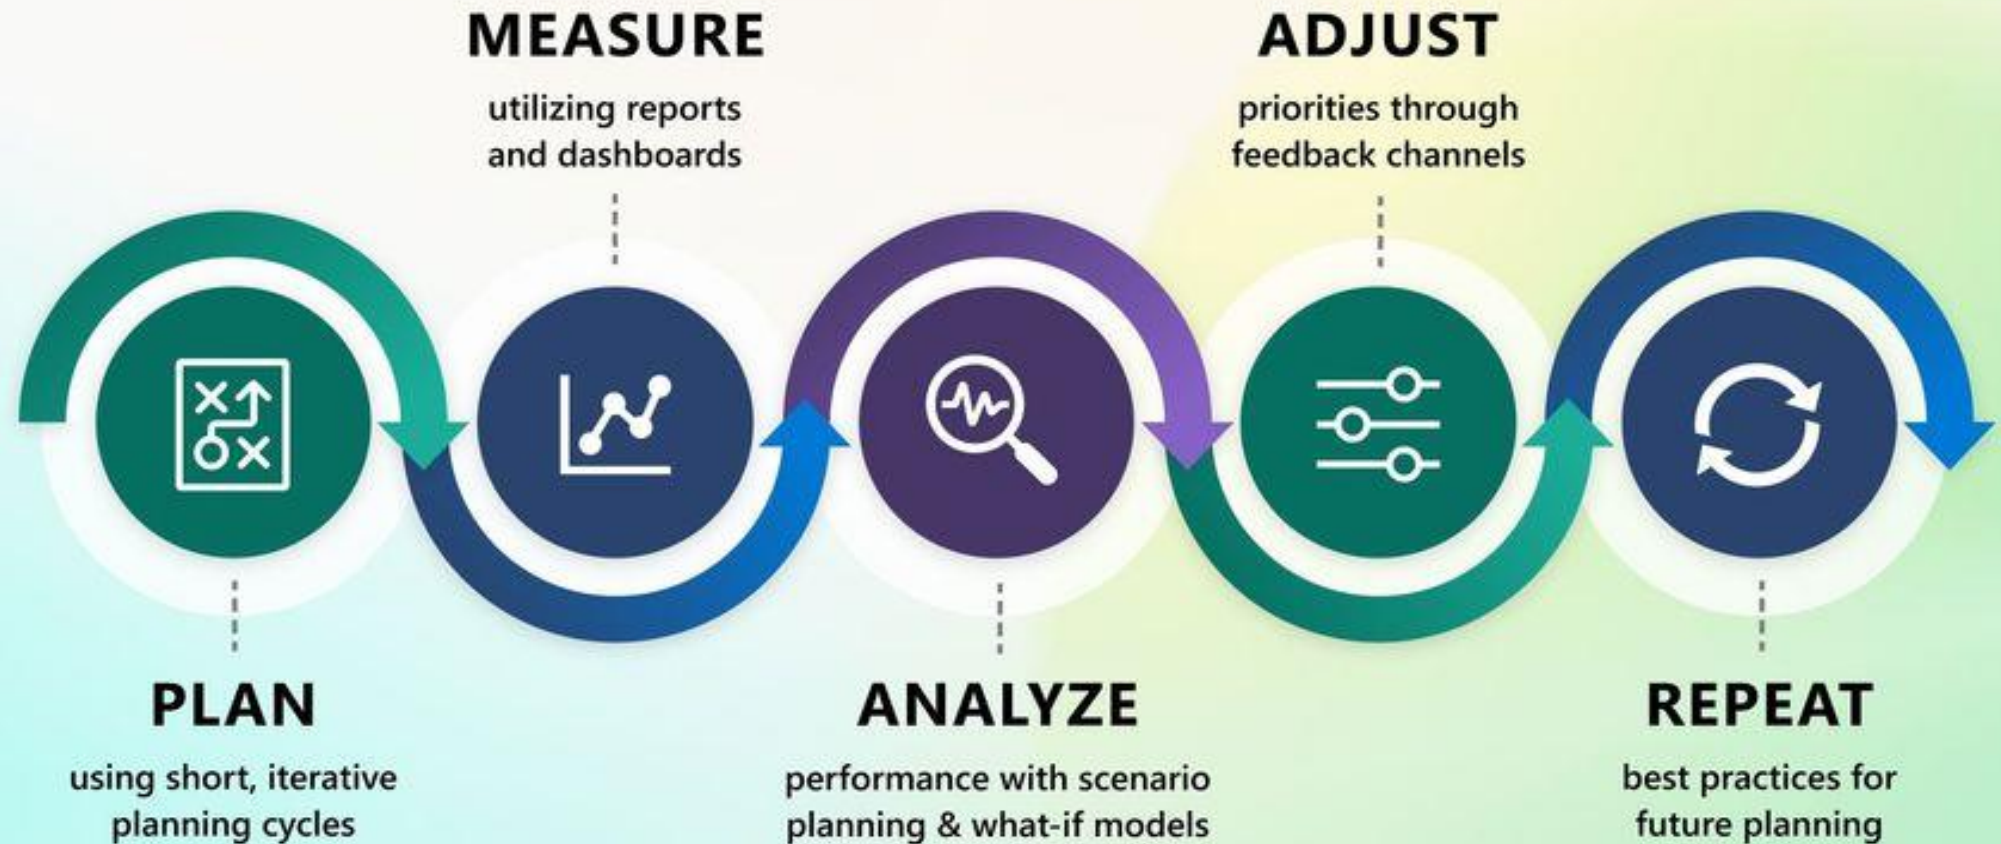 PLAN
using short, iterative
planning cycles
MEASURE
utilizing reports
and dashboards
ANALYZE
performance with scenario
planning & what-if models
ADJUST
priorities through
feedback channels
REPEAT
best practices for
future planning